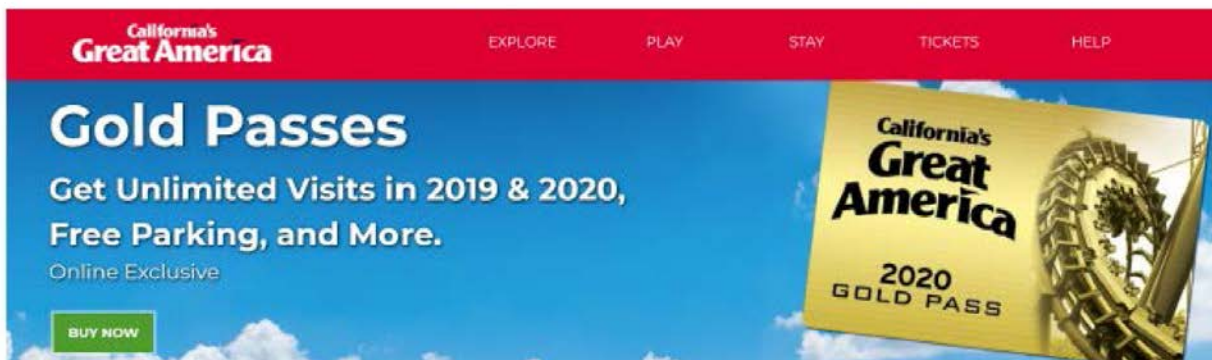 California's
Great America
EXPLORE PLAY STAY TICKETS HELP
Gold Passes
Get Unlimited Visits in 2019 & 2020,
Free Parking, and More.
Online Exclusive
BUY NOW
California's
Great
America
2020
GOLD PASS